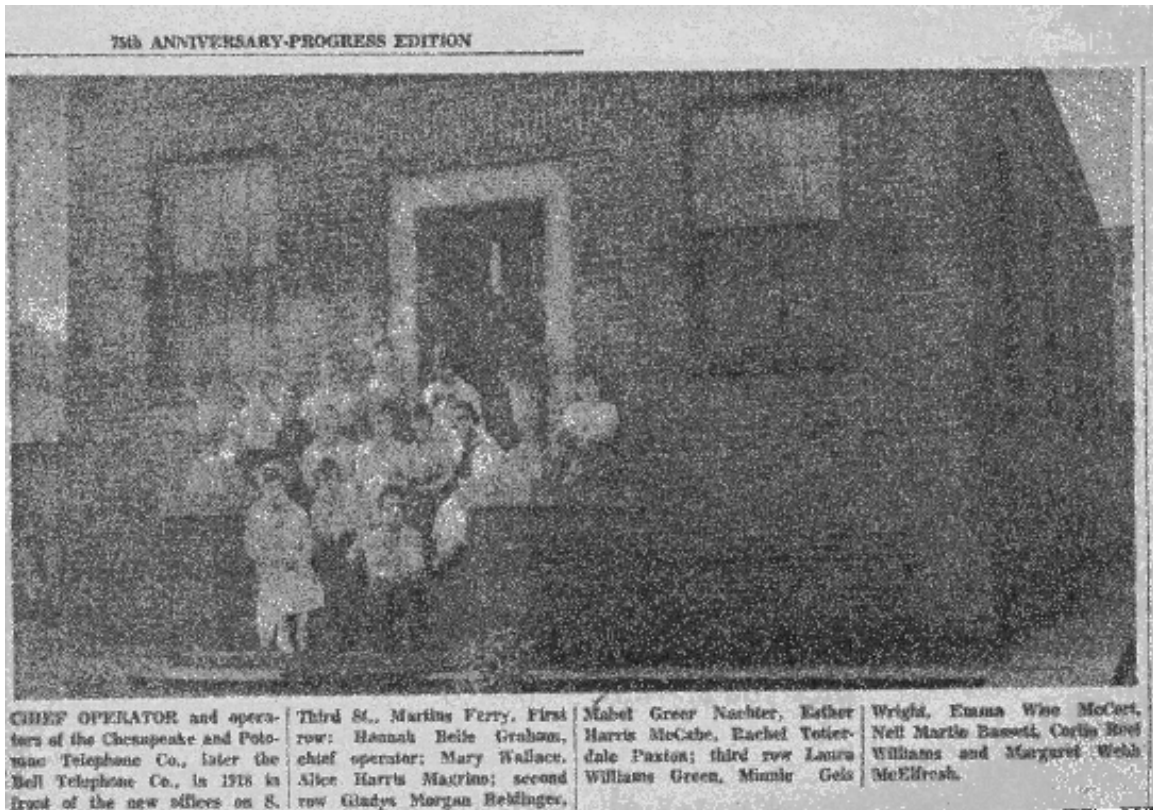 75th ANNIVERSARY-PROGRESS EDITION
CHIEF OPERATOR and opera-
tors of the Chesapeake and Poto-
mac Telephone Co., later the
Bell Telephone Co., in 1918 in
front of the new offices on S.
Third St., Martins Ferry. First
row: Hannah Belle Graham,
chief operator; Mary Wallace,
Alice Harris Magrino; second
row Gladys Morgan
Mabel Greer Nachter, Esther
Harris McCabe, Rachel Totter-
dale Paxton; third row Laura
Williams Green, Minnie Geis
Wright, Emma Wise McCort,
Nell Martin Bassett,
Williams and Margaret Webb
McElfresh.